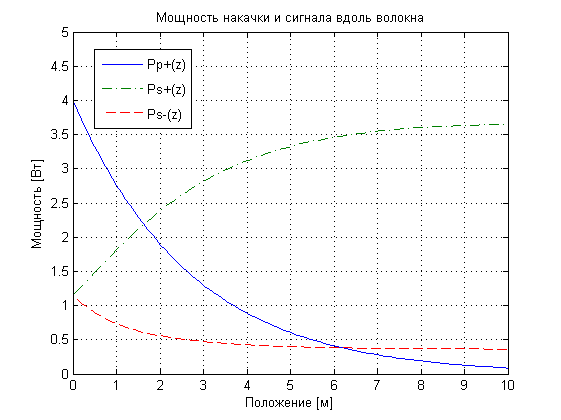 Мощность накачки и сигнала вдоль волокна
5
4.5
4
3.5
3
2.5
2
1.5
1
0.5
0
Мощность [Вт]
Pp+(z)
Ps+(z)
Ps-(z)
0 1 2 3 4 5 6 7 8 9 10
Положение [м]